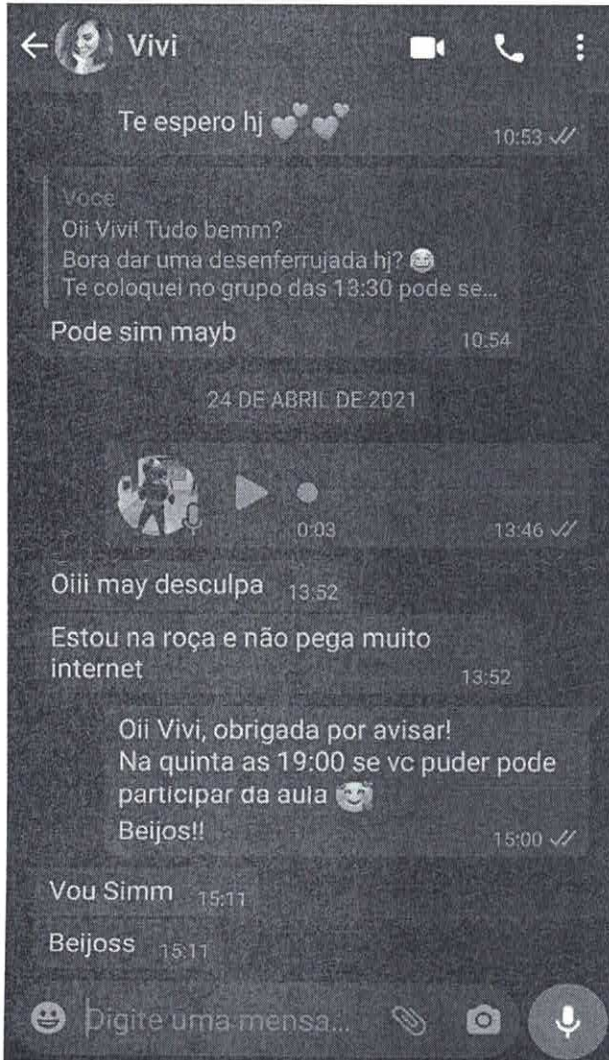 Vivi
Te espero hj 💕💕
10:53
Voce
Oii Vivi! Tudo bemm?
Bora dar uma desenferrujada hj? 😂
Te coloquei no grupo das 13:30 pode se...
Pode sim mayb
10:54
24 DE ABRIL DE 2021
0:03
13:46
Oiii may desculpa 13:52
Estou na roça e não pega muito
internet
13:52
Oii Vivi, obrigada por avisar!
Na quinta as 19:00 se vc puder pode
participar da aula 🥰
Beijos!!
15:00
Vou Simm 15:11
Beijoss 15:11
Digite uma mensa...